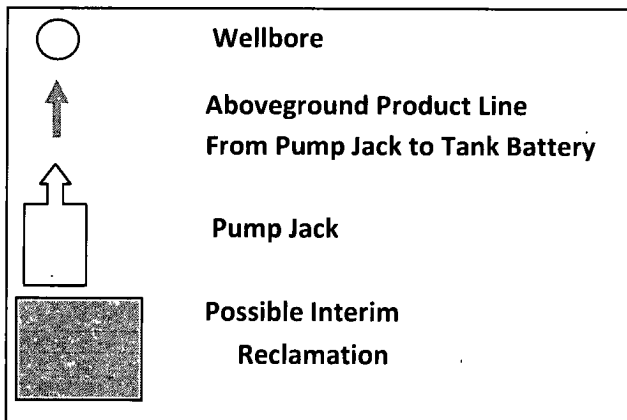 Wellbore
Aboveground Product Line
From Pump Jack to Tank Battery
Pump Jack
Possible Interim
Reclamation